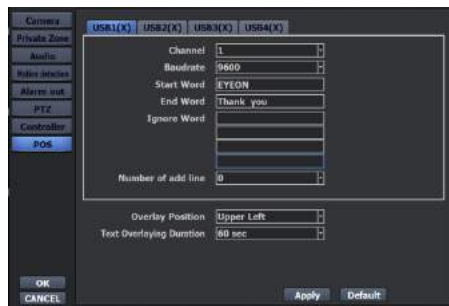 Camera
Private Zone
Audio
Motion detection
Alarm out
PTZ
Controller
POS
OK
CANCEL
USB1(X) USB2(X) USB3(X) USB4(X)
Channel 1
Baudrate 9600
Start Word EYEON
End Word Thank you
Ignore Word
Number of add line 0
Overlay Position Upper Left
Text Overlaying Duration 60 sec
Apply Default